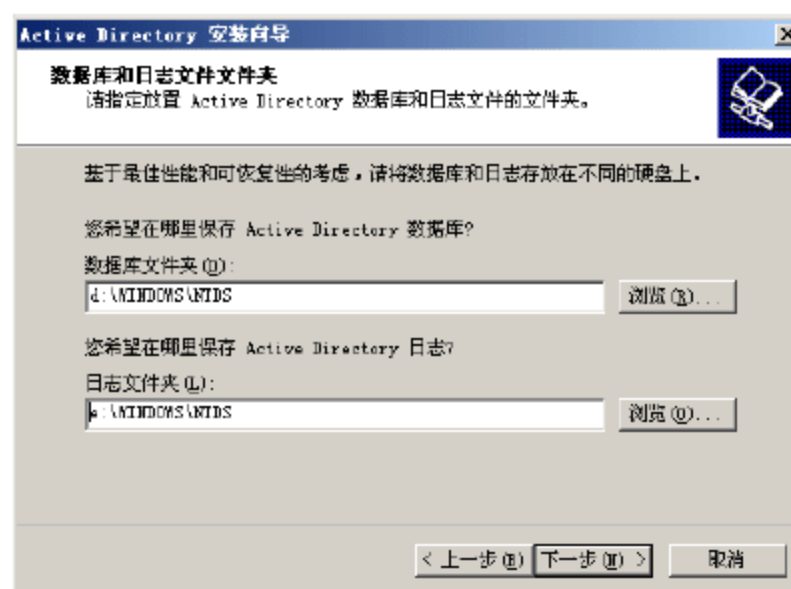 Active Directory 安装向导
数据库和日志文件文件夹
请指定放置 Active Directory 数据库和日志文件的文件夹。
基于最佳性能和可恢复性的考虑，请将数据库和日志存放在不同的硬盘上.
您希望在哪里保存 Active Directory 数据库?
数据库文件夹(D):
d:\WINDOWS\NTDS
浏览(R)...
您希望在哪里保存 Active Directory 日志?
日志文件夹(L):
e:\WINDOWS\NTDS
浏览(O)...
< 上一步(B) 下一步(N) > 取消